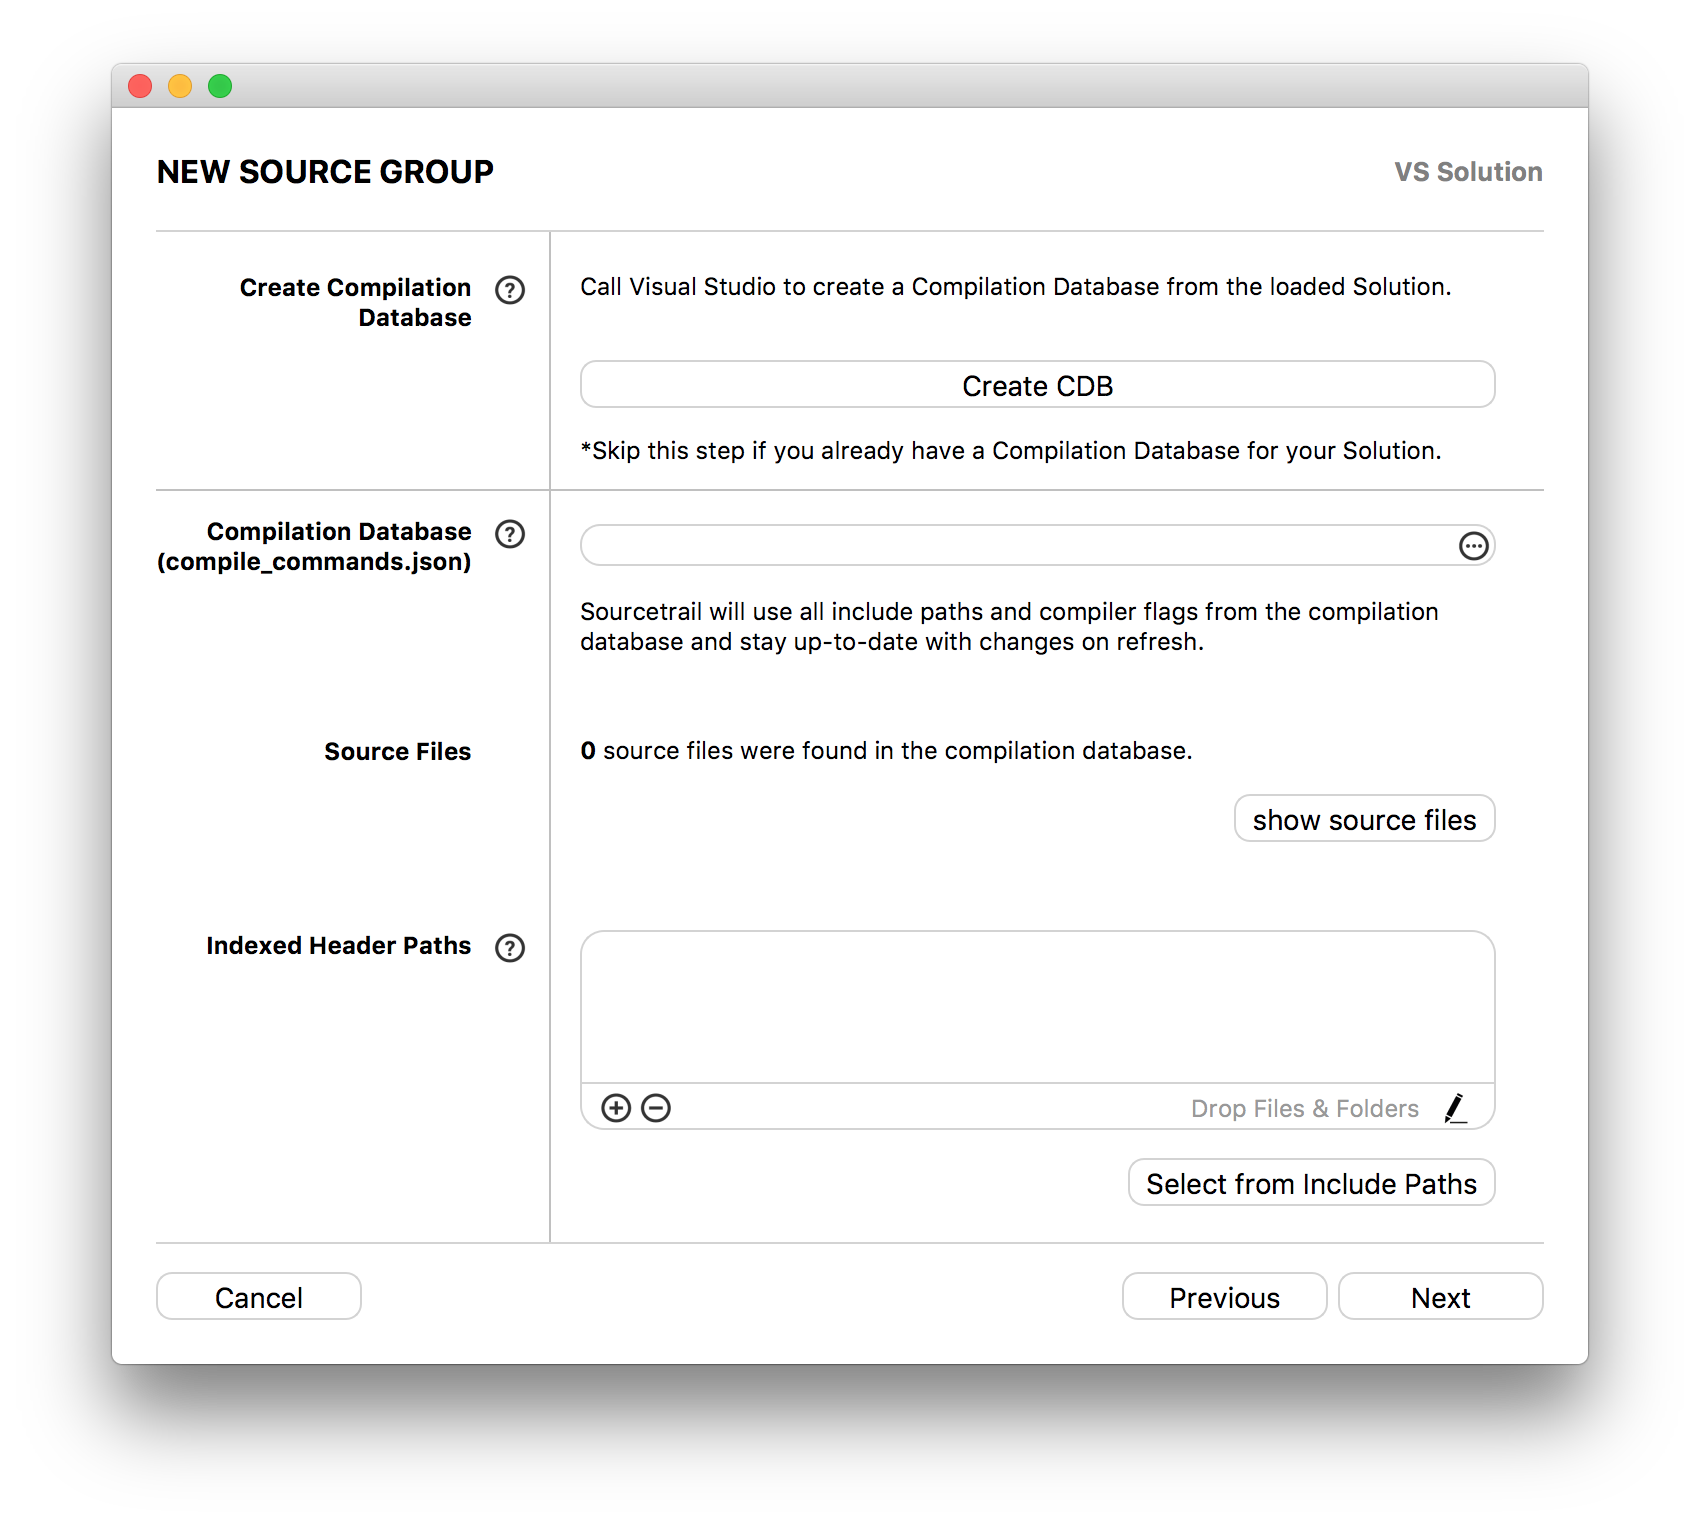 NEW SOURCE GROUP
VS Solution
Create Compilation
Database
Call Visual Studio to create a Compilation Database from the loaded Solution.
Create CDB
*Skip this step if you already have a Compilation Database for your Solution.
Compilation Database
(compile_commands.json)
Sourcetrail will use all include paths and compiler flags from the compilation
database and stay up-to-date with changes on refresh.
Source Files
0 source files were found in the compilation database.
show source files
Indexed Header Paths
Drop Files & Folders
Select from Include Paths
Cancel
Previous
Next